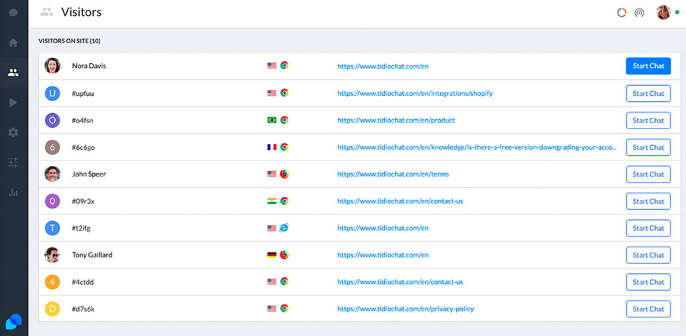 Visitors
VISITORS ON SITE (10)
Nora Davis https://www.tidiochat.com/en Start Chat
U #upfuu https://www.tidiochat.com/en/integrations/shopify Start Chat
O #o4fsn https://www.tidiochat.com/en/product Start Chat
6 #6c6go https://www.tidiochat.com/en/knowledge/is-there-a-free-version-downgrading-your-acco... Start Chat
John Speer https://www.tidiochat.com/en/terms Start Chat
0 #09r3x https://www.tidiochat.com/en/contact-us Start Chat
T #t2ifg https://www.tidiochat.com/en Start Chat
Tony Gaillard https://www.tidiochat.com/en Start Chat
4 #4ctdd https://www.tidiochat.com/en/contact-us Start Chat
D #d7s6k https://www.tidiochat.com/en/privacy-policy Start Chat